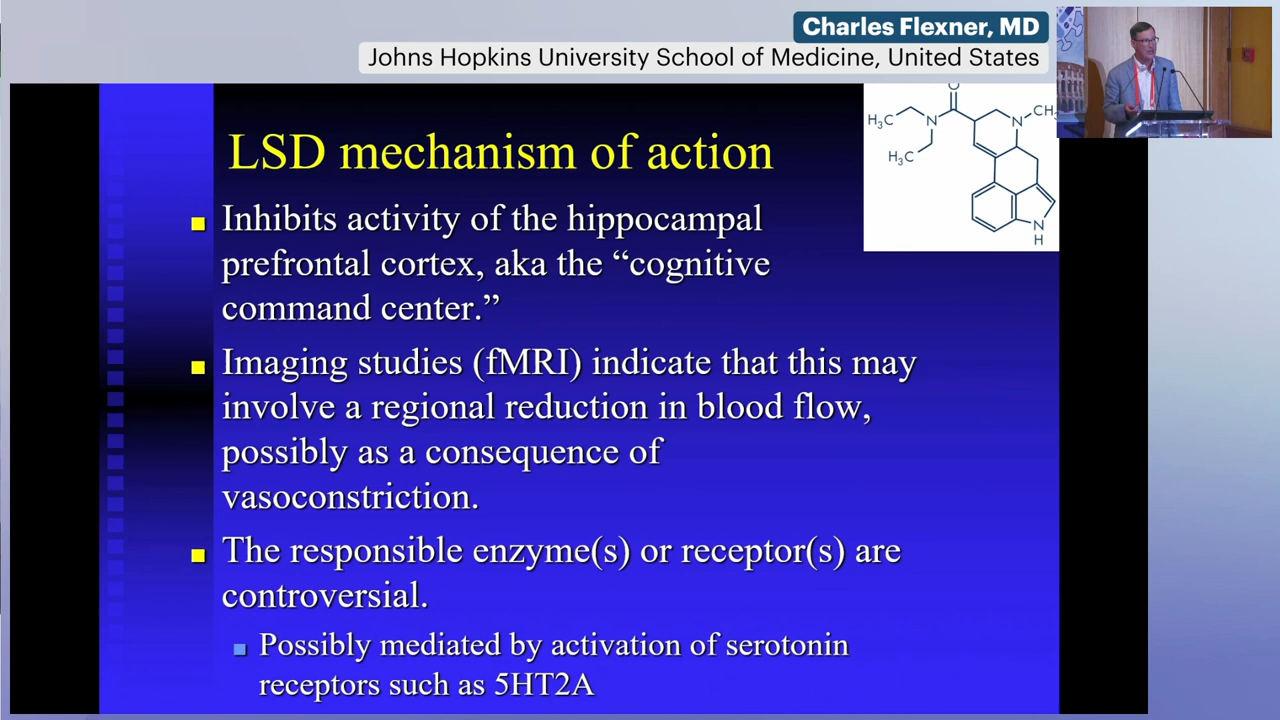 Charles Flexner, MD
Johns Hopkins University School of Medicine, United States
LSD mechanism of action
Inhibits activity of the hippocampal
prefrontal cortex, aka the “cognitive
command center.”
Imaging studies (fMRI) indicate that this may
involve a regional reduction in blood flow,
possibly as a consequence of
vasoconstriction.
The responsible enzyme(s) or receptor(s) are
controversial.
Possibly mediated by activation of serotonin
receptors such as 5HT2A
O
H₃C
N
H₃C
N
CH
N
H